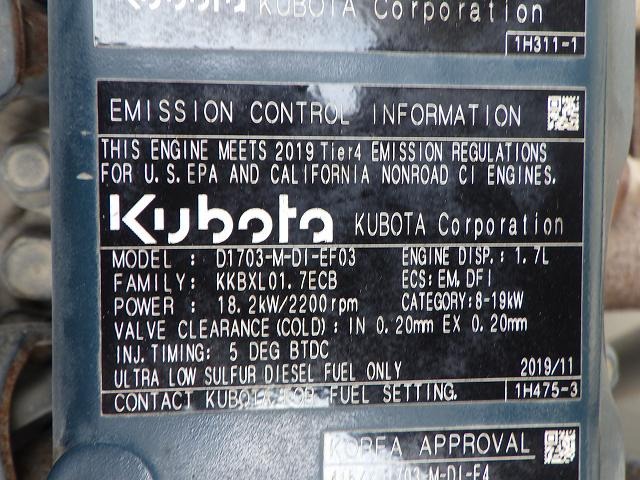 Kubota KUBOTA Corporation
1H311-1
EMISSION CONTROL INFORMATION
THIS ENGINE MEETS 2019 Tier4 EMISSION REGULATIONS
FOR U.S.EPA AND CALIFORNIA NONROAD CI ENGINES.
Kubota KUBOTA Corporation
MODEL : D1703-M-DI-EF03 ENGINE DISP.: 1.7L
FAMILY: KKBXL01.7ECB ECS:EM,DFI
POWER : 18.2kW/2200rpm CATEGORY:8-19kW
VALVE CLEARANCE(COLD): IN 0.20mm EX 0.20mm
INJ.TIMING: 5 DEG BTDC
ULTRA LOW SULFUR DIESEL FUEL ONLY 2019/11
CONTACT KUBOTA FOR FUEL SETTING. 1H475-3
KOREA APPROVAL
D1703-M-DI-E4